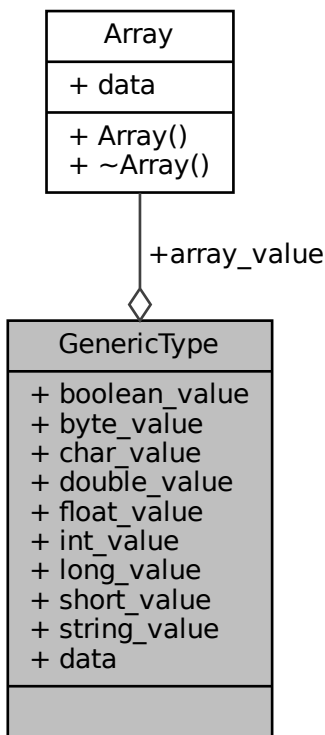 Array
+ data
+ Array()
+ ~Array()
+array_value
GenericType
+ boolean_value
+ byte_value
+ char_value
+ double_value
+ float_value
+ int_value
+ long_value
+ short_value
+ string_value
+ data